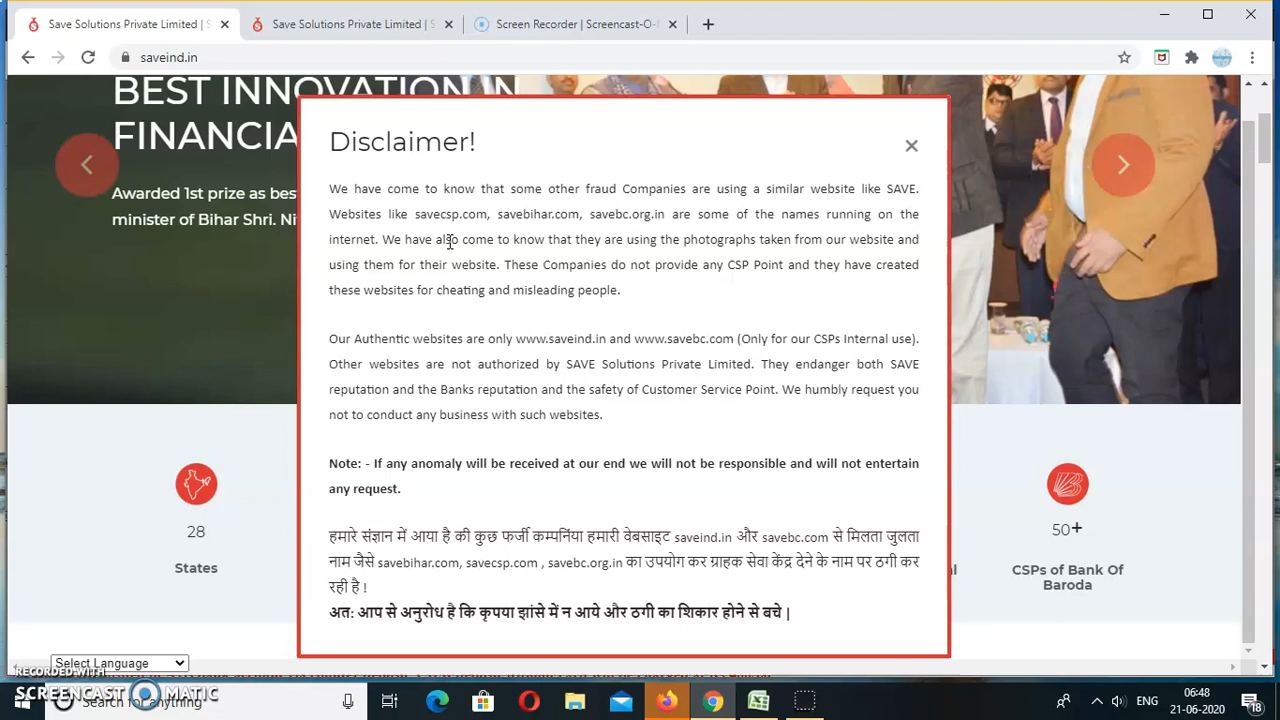 Save Solutions Private Limited | S
Save Solutions Private Limited | S
Screen Recorder | Screencast-O-
saveind.in
BEST INNOVATION IN
FINANCIA
Awarded 1st prize as bes
minister of Bihar Shri. Ni
Disclaimer!
We have come to know that some other fraud Companies are using a similar website like SAVE.
Websites like savecsp.com, savebihar.com, savebc.org.in are some of the names running on the
internet. We have also come to know that they are using the photographs taken from our website and
using them for their website. These Companies do not provide any CSP Point and they have created
these websites for cheating and misleading people.
Our Authentic websites are only www.saveind.in and www.savebc.com (Only for our CSPs Internal use).
Other websites are not authorized by SAVE Solutions Private Limited. They endanger both SAVE
reputation and the Banks reputation and the safety of Customer Service Point. We humbly request you
not to conduct any business with such websites.
Note: - If any anomaly will be received at our end we will not be responsible and will not entertain
any request.
हमारे संज्ञान में आया है की कुछ फर्जी कम्पनिंया हमारी वेबसाइट saveind.in और savebc.com से मिलता जुलता
नाम जैसे savebihar.com, savecsp.com , savebc.org.in का उपयोग कर ग्राहक सेवा केंद्र देने के नाम पर ठगी कर
रही है !
अत: आप से अनुरोध है कि कृपया झांसे में न आये और ठगी का शिकार होने से बचे |
28
States
50+
CSPs of Bank Of
Baroda
al
Select Language
RECORDED WITH
SCREENCAST MATIC
Search for anything
ENG
06:48
21-06-2020
18